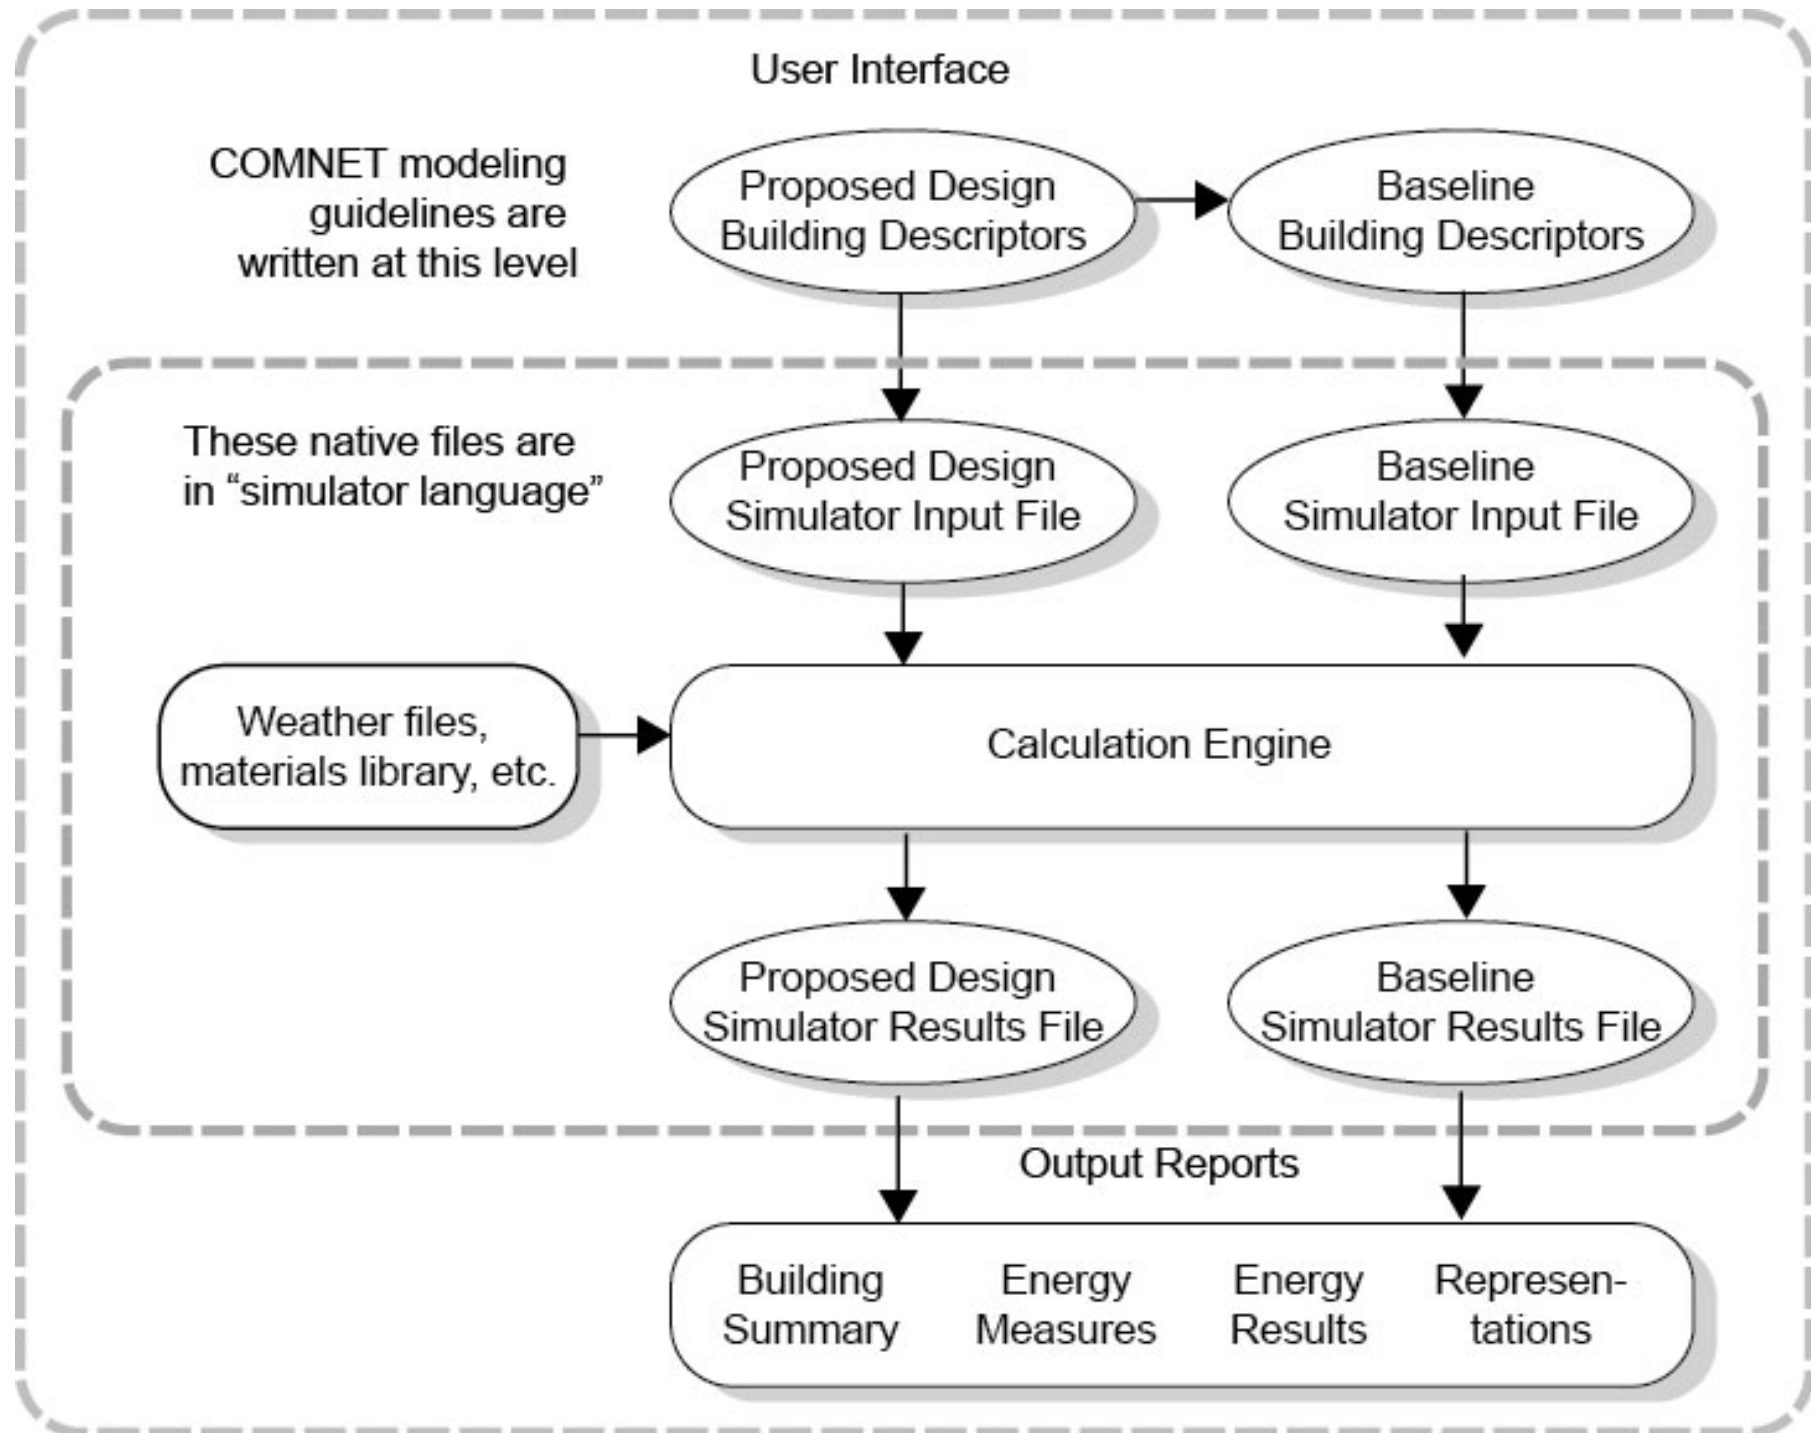 User Interface
COMNET modeling
guidelines are
written at this level
Proposed Design
Building Descriptors
Baseline
Building Descriptors
These native files are
in “simulator language”
Proposed Design
Simulator Input File
Baseline
Simulator Input File
Weather files,
materials library, etc.
Calculation Engine
Proposed Design
Simulator Results File
Baseline
Simulator Results File
Output Reports
Building
Summary
Energy
Measures
Energy
Results
Represen-
tations